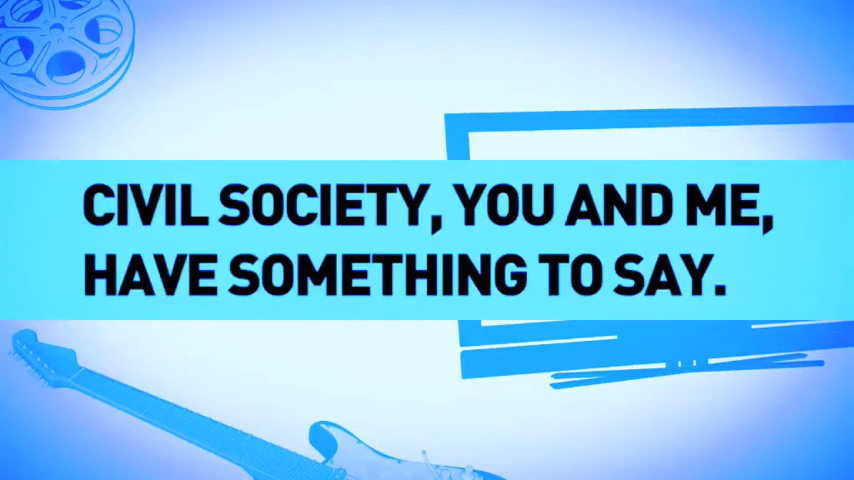 CIVIL SOCIETY, YOU AND ME,
HAVE SOMETHING TO SAY.